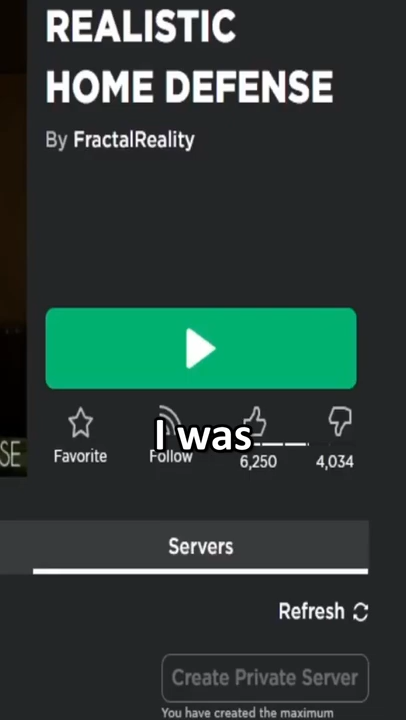 REALISTIC
HOME DEFENSE
By FractalReality
I was__
SE
Favorite
Follow
6,250
4,034
Servers
Refresh
Create Private Server
You have created the maximum